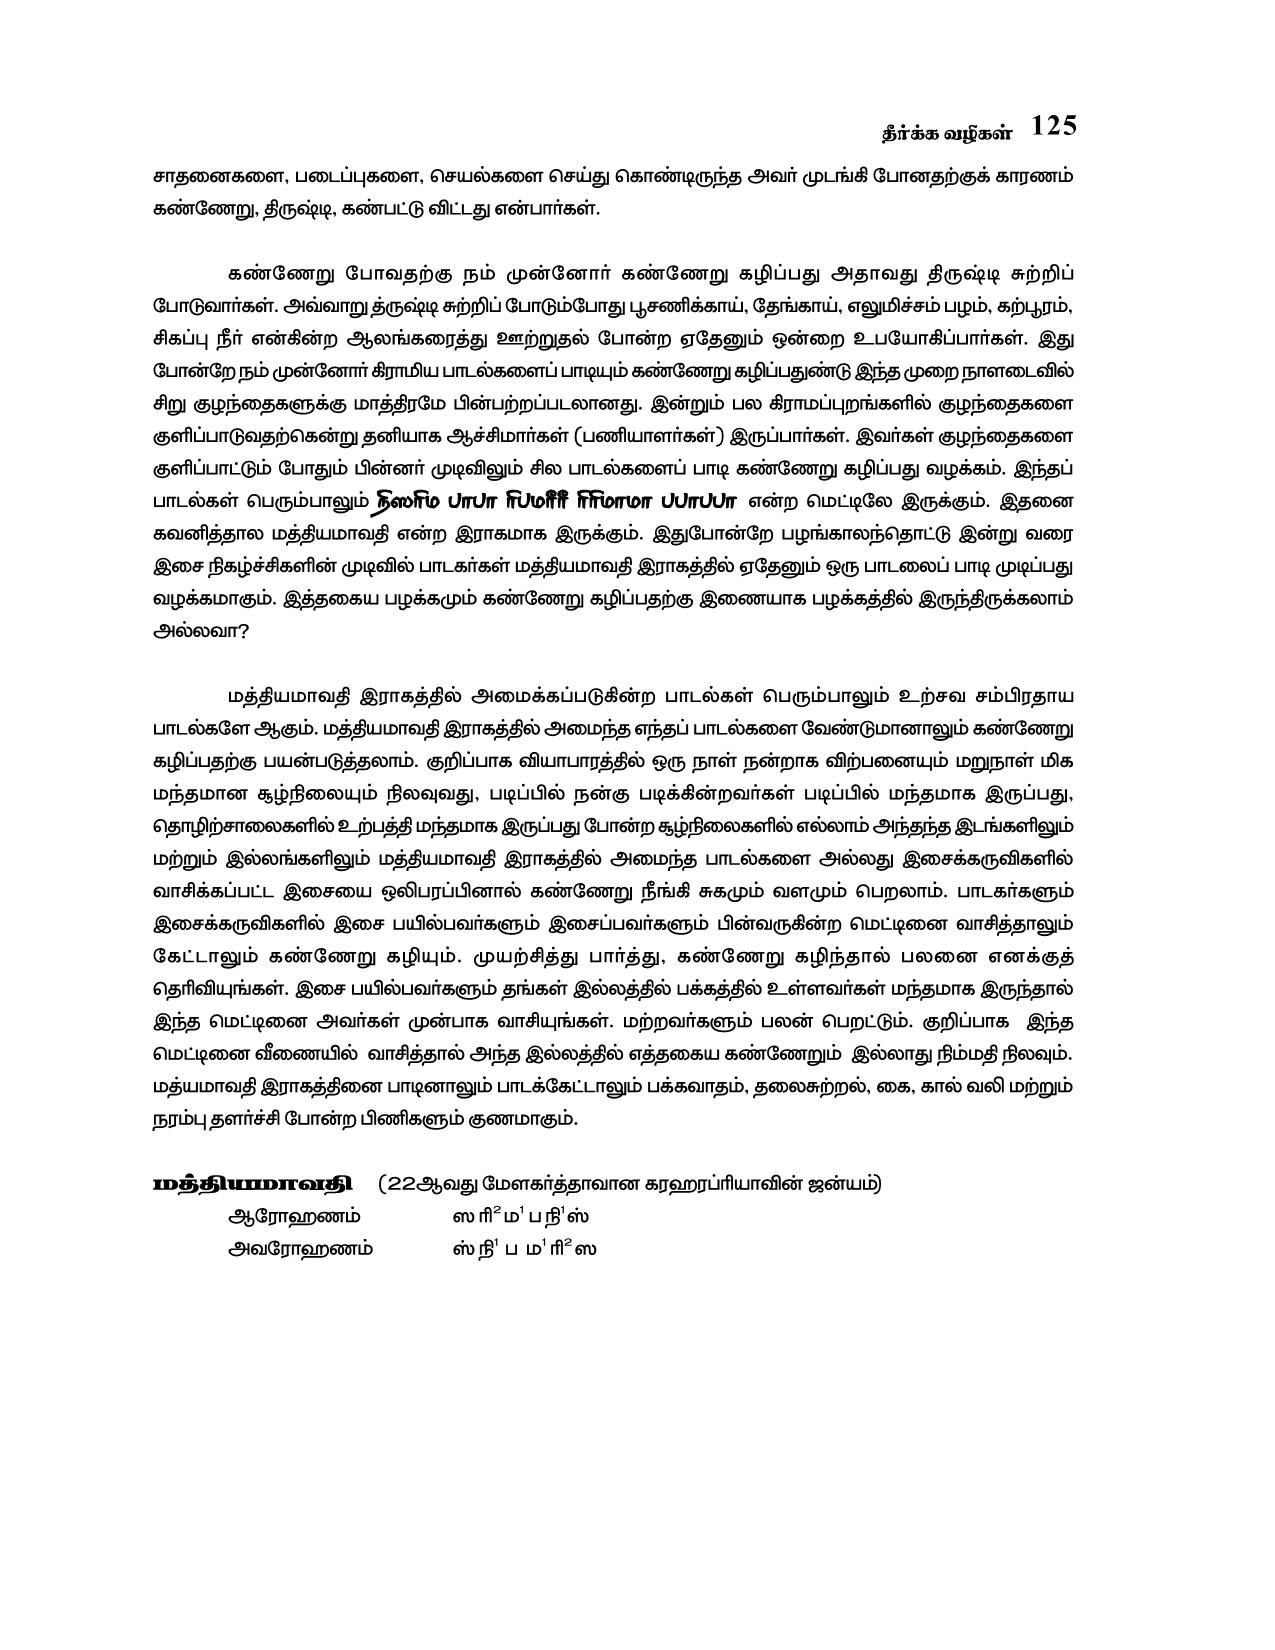 தீர்க்க வழிகள் 125
சாதனைகளை, படைப்புகளை, செயல்களை செய்து கொண்டிருந்த அவர் முடங்கி போனதற்குக் காரணம்
கண்ணேறு, திருஷ்டி, கண்பட்டு விட்டது என்பார்கள்.
கண்ணேறு போவதற்கு நம் முன்னோர் கண்ணேறு கழிப்பது அதாவது திருஷ்டி சுற்றிப்
போடுவார்கள். அவ்வாறு த்ருஷ்டி சுற்றிப் போடும்போது பூசணிக்காய், தேங்காய், எலுமிச்சம் பழம், கற்பூரம்,
சிகப்பு நீர் என்கின்ற ஆலங்கரைத்து ஊற்றுதல் போன்ற ஏதேனும் ஒன்றை உபயோகிப்பார்கள். இது
போன்றே நம் முன்னோர் கிராமிய பாடல்களைப் பாடியும் கண்ணேறு கழிப்பதுண்டு இந்த முறை நாளடைவில்
சிறு குழந்தைகளுக்கு மாத்திரமே பின்பற்றப்படலானது. இன்றும் பல கிராமப்புறங்களில் குழந்தைகளை
குளிப்பாடுவதற்கென்று தனியாக ஆச்சிமார்கள் (பணியாளர்கள்) இருப்பார்கள். இவர்கள் குழந்தைகளை
குளிப்பாட்டும் போதும் பின்னர் முடிவிலும் சில பாடல்களைப் பாடி கண்ணேறு கழிப்பது வழக்கம். இந்தப்
பாடல்கள் பெரும்பாலும் நிஸரிம பாபா ரிபமரீரீ ரிரிமாமா பபாபபா என்ற மெட்டிலே இருக்கும். இதனை
கவனித்தால மத்தியமாவதி என்ற இராகமாக இருக்கும். இதுபோன்றே பழங்காலந்தொட்டு இன்று வரை
இசை நிகழ்ச்சிகளின் முடிவில் பாடகர்கள் மத்தியமாவதி இராகத்தில் ஏதேனும் ஒரு பாடலைப் பாடி முடிப்பது
வழக்கமாகும். இத்தகைய பழக்கமும் கண்ணேறு கழிப்பதற்கு இணையாக பழக்கத்தில் இருந்திருக்கலாம்
அல்லவா?
மத்தியமாவதி இராகத்தில் அமைக்கப்படுகின்ற பாடல்கள் பெரும்பாலும் உற்சவ சம்பிரதாய
பாடல்களே ஆகும். மத்தியமாவதி இராகத்தில் அமைந்த எந்தப் பாடல்களை வேண்டுமானாலும் கண்ணேறு
கழிப்பதற்கு பயன்படுத்தலாம். குறிப்பாக வியாபாரத்தில் ஒரு நாள் நன்றாக விற்பனையும் மறுநாள் மிக
மந்தமான சூழ்நிலையும் நிலவுவது, படிப்பில் நன்கு படிக்கின்றவர்கள் படிப்பில் மந்தமாக இருப்பது,
தொழிற்சாலைகளில் உற்பத்தி மந்தமாக இருப்பது போன்ற சூழ்நிலைகளில் எல்லாம் அந்தந்த இடங்களிலும்
மற்றும் இல்லங்களிலும் மத்தியமாவதி இராகத்தில் அமைந்த பாடல்களை அல்லது இசைக்கருவிகளில்
வாசிக்கப்பட்ட இசையை ஒலிபரப்பினால் கண்ணேறு நீங்கி சுகமும் வளமும் பெறலாம். பாடகர்களும்
இசைக்கருவிகளில் இசை பயில்பவர்களும் இசைப்பவர்களும் பின்வருகின்ற மெட்டினை வாசித்தாலும்
கேட்டாலும் கண்ணேறு கழியும். முயற்சித்து பார்த்து, கண்ணேறு கழிந்தால் பலனை எனக்குத்
தெரிவியுங்கள். இசை பயில்பவர்களும் தங்கள் இல்லத்தில் பக்கத்தில் உள்ளவர்கள் மந்தமாக இருந்தால்
இந்த மெட்டினை அவர்கள் முன்பாக வாசியுங்கள். மற்றவர்களும் பலன் பெறட்டும். குறிப்பாக இந்த
மெட்டினை வீணையில் வாசித்தால் அந்த இல்லத்தில் எத்தகைய கண்ணேறும் இல்லாது நிம்மதி நிலவும்.
மத்யமாவதி இராகத்தினை பாடினாலும் பாடக்கேட்டாலும் பக்கவாதம், தலைசுற்றல், கை, கால் வலி மற்றும்
நரம்பு தளர்ச்சி போன்ற பிணிகளும் குணமாகும்.
மத்தியமாவதி (22ஆவது மேளகர்த்தாவான கரஹரப்ரியாவின் ஜன்யம்)
ஆரோஹணம் ஸ ரி² ம¹ ப நி¹ ஸ்
அவரோஹணம் ஸ் நி¹ ப ம¹ ரி² ஸ